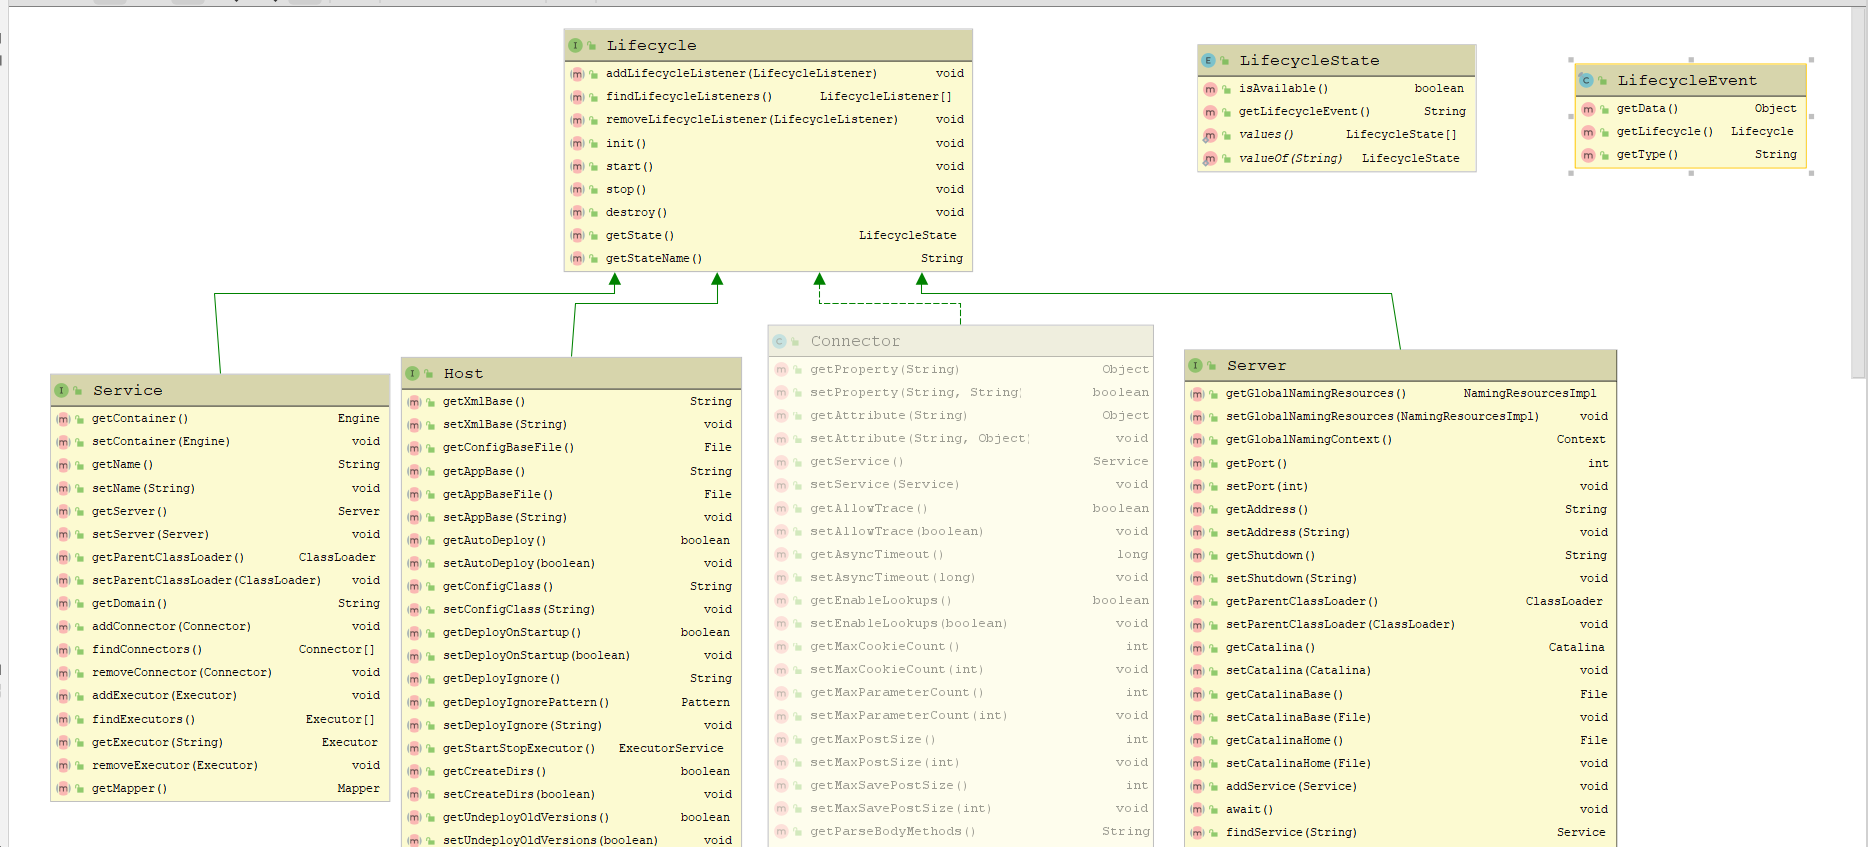 Lifecycle
addLifecycleListener(LifecycleListener) void
findLifecycleListeners() LifecycleListener[]
removeLifecycleListener(LifecycleListener) void
init() void
start() void
stop() void
destroy() void
getState() LifecycleState
getStateName() String
LifecycleState
isAvailable() boolean
getLifecycleEvent() String
values() LifecycleState[]
valueOf(String) LifecycleState
LifecycleEvent
getData() Object
getLifecycle() Lifecycle
getType() String
Service
getContainer() Engine
setContainer(Engine) void
getName() String
setName(String) void
getServer() Server
setServer(Server) void
getParentClassLoader() ClassLoader
setParentClassLoader(ClassLoader) void
getDomain() String
addConnector(Connector) void
findConnectors() Connector[]
removeConnector(Connector) void
addExecutor(Executor) void
findExecutors() Executor[]
getExecutor(String) Executor
removeExecutor(Executor) void
getMapper() Mapper
Host
getXmlBase() String
setXmlBase(String) void
getConfigBaseFile() File
getAppBase() String
getAppBaseFile() File
setAppBase(String) void
getAutoDeploy() boolean
setAutoDeploy(boolean) void
getConfigClass() String
setConfigClass(String) void
getDeployOnStartup() boolean
setDeployOnStartup(boolean) void
getDeployIgnore() String
getDeployIgnorePattern() Pattern
setDeployIgnore(String) void
getStartStopExecutor() ExecutorService
getCreateDirs() boolean
setCreateDirs(boolean) void
getUndeployOldVersions() boolean
setUndeployOldVersions(boolean) void
Connector
getProperty(String) Object
setProperty(String, String) boolean
getAttribute(String) Object
setAttribute(String, Object) void
getService() Service
setService(Service) void
getAllowTrace() boolean
setAllowTrace(boolean) void
getAsyncTimeout() long
setAsyncTimeout(long) void
getEnableLookups() boolean
setEnableLookups(boolean) void
getMaxCookieCount() int
setMaxCookieCount(int) void
getMaxParameterCount() int
setMaxParameterCount(int) void
getMaxPostSize() int
setMaxPostSize(int) void
getMaxSavePostSize() int
setMaxSavePostSize(int) void
getParseBodyMethods() String
Server
getGlobalNamingResources() NamingResourcesImpl
setGlobalNamingResources(NamingResourcesImpl) void
getGlobalNamingContext() Context
getPort() int
setPort(int) void
getAddress() String
setAddress(String) void
getShutdown() String
setShutdown(String) void
getParentClassLoader() ClassLoader
setParentClassLoader(ClassLoader) void
getCatalina() Catalina
setCatalina(Catalina) void
getCatalinaBase() File
setCatalinaBase(File) void
getCatalinaHome() File
setCatalinaHome(File) void
addService(Service) void
await() void
findService(String) Service